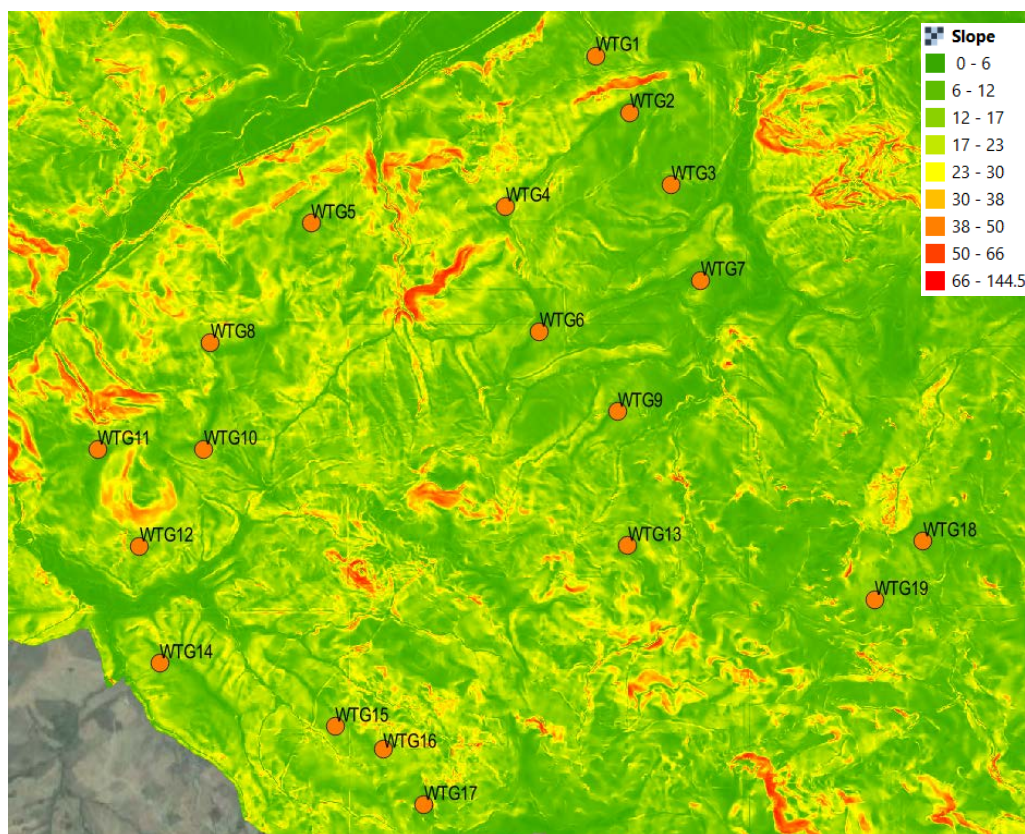 WTG1
WTG2
WTG3
WTG4
WTG5
WTG7
WTG6
WTG8
WTG9
WTG11
WTG10
WTG12
WTG13
WTG18
WTG19
WTG14
WTG15
WTG16
WTG17
Slope
0 - 6
6 - 12
12 - 17
17 - 23
23 - 30
30 - 38
38 - 50
50 - 66
66 - 144.5